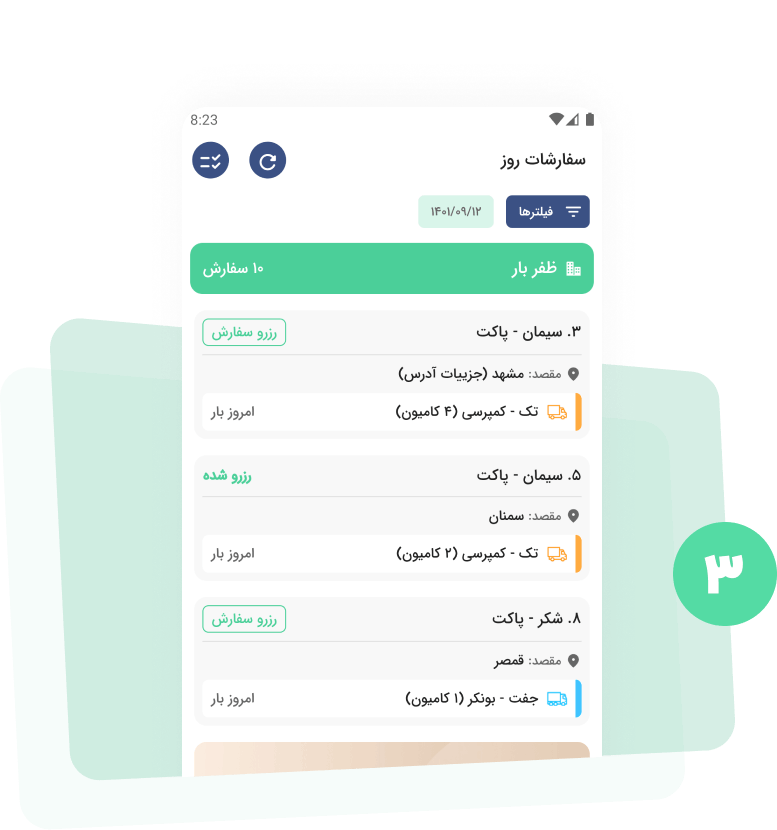 8:23
سفارشات روز
فیلترها
۱۴۰۱/۰۹/۱۲
ظفر بار
۱۰ سفارش
۳. سیمان - پاکت
رزرو سفارش
مقصد: مشهد (جزییات آدرس)
تک - کمپرسی (۴ کامیون)
امروز بار
۵. سیمان - پاکت
رزرو شده
مقصد: سمنان
تک - کمپرسی (۲ کامیون)
امروز بار
۸. شکر - پاکت
رزرو سفارش
مقصد: قمصر
جفت - بونکر (۱ کامیون)
امروز بار
۳